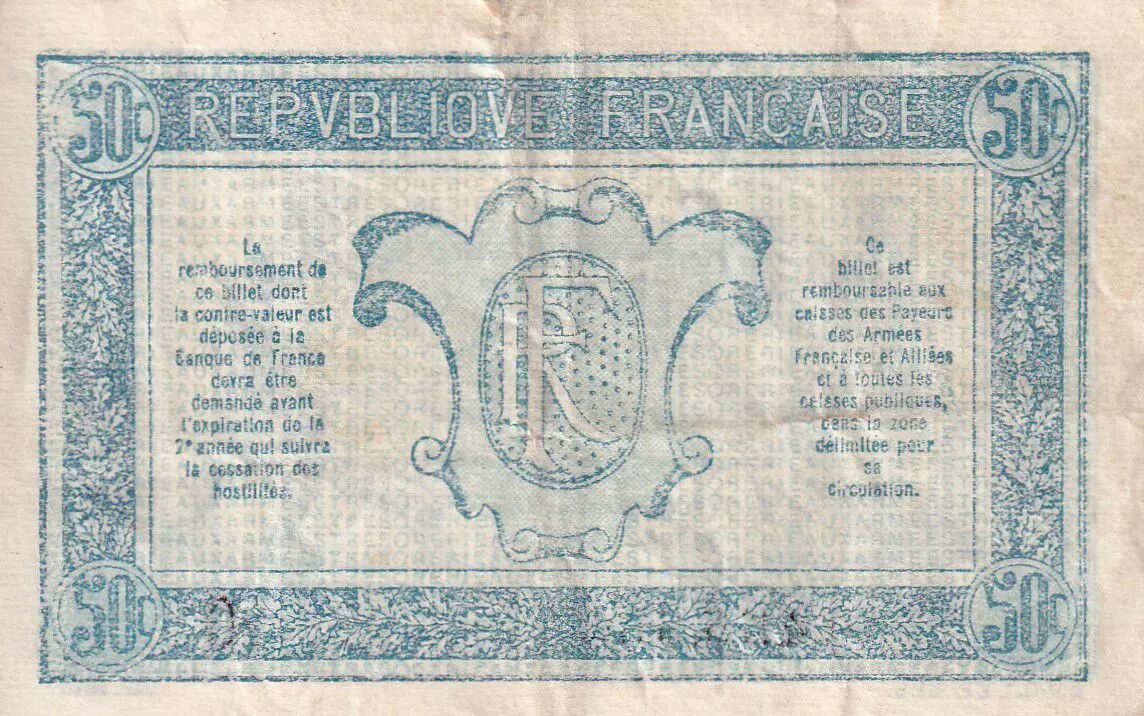 50c REPVBLIQVE FRANÇAISE 50c
Le
remboursement de
ce billet dont
la contre-valeur est
déposée à la
Banque de France
devra être
demandé avant
l'expiration de la
2e année qui suivra
la cessation des
hostilités.
RF
Ce
billet est
remboursable aux
caisses des Payeurs
des Armées
Française et Alliées
et à toutes les
caisses publiques,
dans la zone
délimitée pour
sa
circulation.
50c 50c